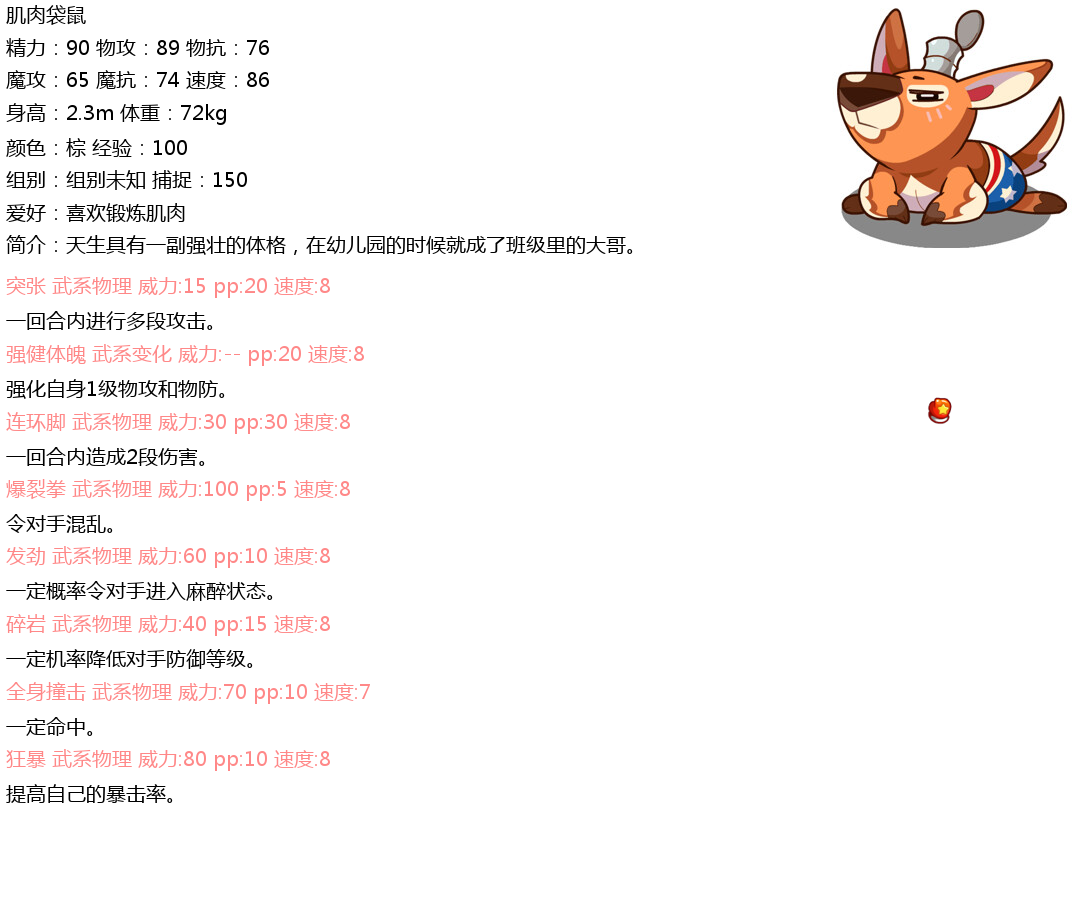 肌肉袋鼠
精力：90 物攻：89 物抗：76
魔攻：65 魔抗：74 速度：86
身高：2.3m 体重：72kg
颜色：棕 经验：100
组别：组别未知 捕捉：150
爱好：喜欢锻炼肌肉
简介：天生具有一副强壮的体格，在幼儿园的时候就成了班级里的大哥。
突张 武系物理 威力:15 pp:20 速度:8
一回合内进行多段攻击。
强健体魄 武系变化 威力:-- pp:20 速度:8
强化自身1级物攻和物防。
连环脚 武系物理 威力:30 pp:30 速度:8
一回合内造成2段伤害。
爆裂拳 武系物理 威力:100 pp:5 速度:8
令对手混乱。
发劲 武系物理 威力:60 pp:10 速度:8
一定概率令对手进入麻醉状态。
碎岩 武系物理 威力:40 pp:15 速度:8
一定机率降低对手防御等级。
全身撞击 武系物理 威力:70 pp:10 速度:7
一定命中。
狂暴 武系物理 威力:80 pp:10 速度:8
提高自己的暴击率。